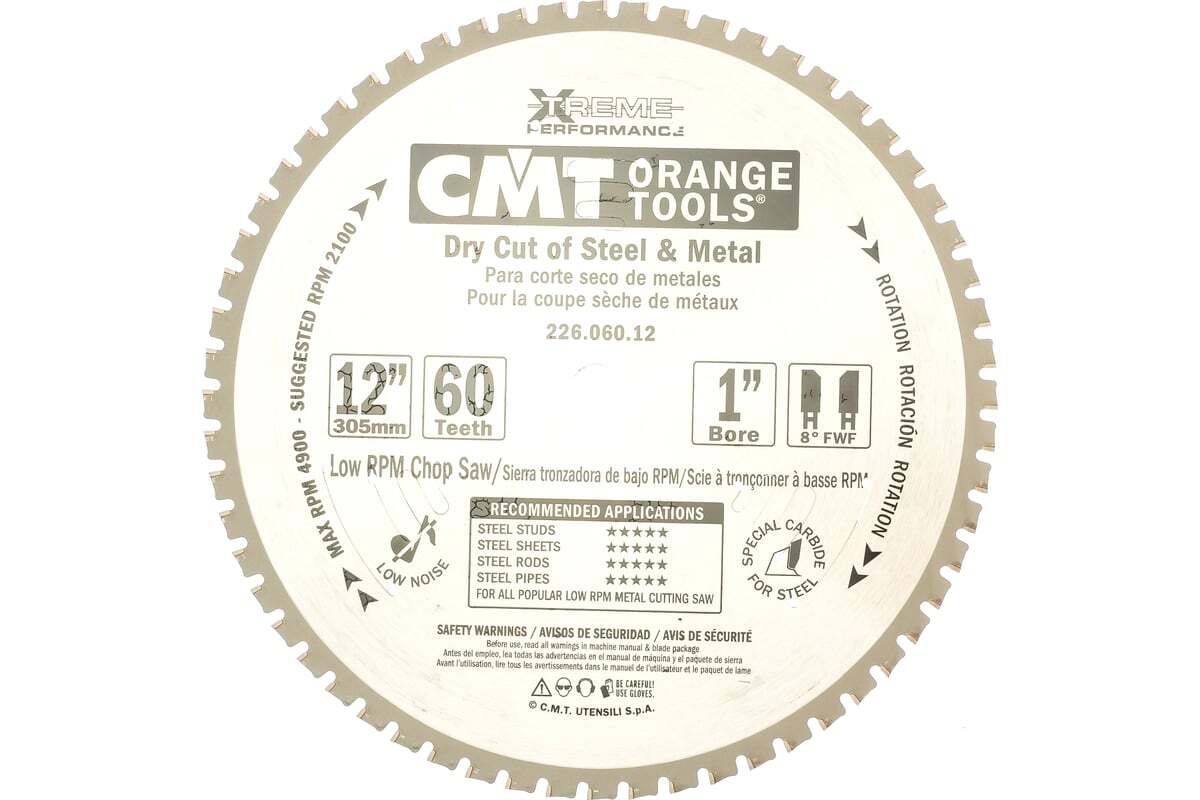 XTREME
PERFORMANCE
CMT ORANGE
TOOLS®
Dry Cut of Steel & Metal
Para corte seco de metales
Pour la coupe sèche de métaux
226.060.12
MAX RPM 4900 - SUGGESTED RPM 2100
ROTATION ROTACIÓN ROTATION
12”
305mm
60
Teeth
1”
Bore
8° FWF
Low RPM Chop Saw/Sierra tronzadora de bajo RPM/Scie à tronçonner à basse RPM
LOW NOISE
RECOMMENDED APPLICATIONS
STEEL STUDS ★★★★★
STEEL SHEETS ★★★★★
STEEL RODS ★★★★★
STEEL PIPES ★★★★★
FOR ALL POPULAR LOW RPM METAL CUTTING SAW
SPECIAL CARBIDE
FOR STEEL
SAFETY WARNINGS / AVISOS DE SEGURIDAD / AVIS DE SÉCURITÉ
Before use, read all warnings in machine manual & blade package
Antes del empleo, lea todas las advertencias en el manual de máquina y el paquete de sierra
Avant l'utilisation, lire tous les avertissements dans le manuel de l'utilisateur et le paquet de lame
BE CAREFUL!
USE GLOVES.
© C.M.T. UTENSILI S.p.A.